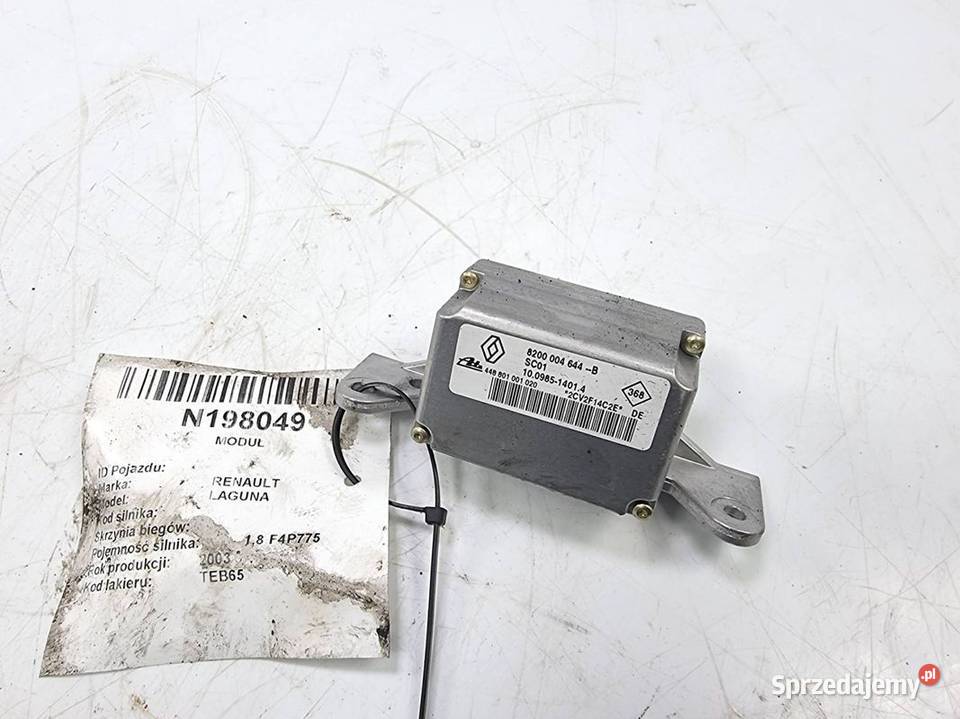 N198049
MODUŁ
ID Pojazdu:
Marka: RENAULT
Model: LAGUNA
Kod silnika:
Skrzynia biegów:
Pojemność silnika: 1,8 F4P775
Rok produkcji: 2003
Kod lakieru: TEB65
8200 004 644 -B
SC01
Ate 10.0985-1401.4
448 801 001 020
*2CV2F14C2E* DE
368
Sprzedajemy.pl